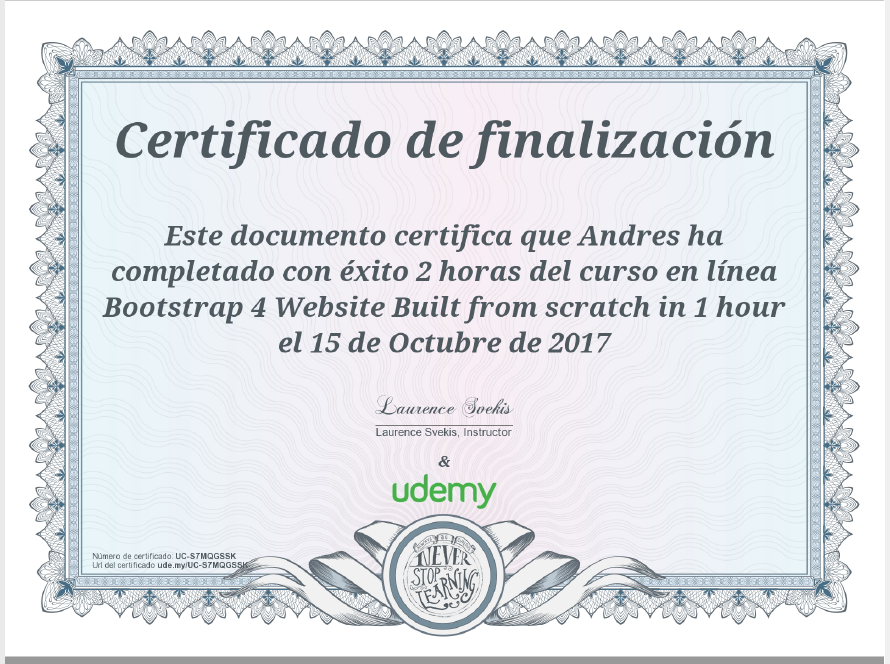 Certificado de finalización
Este documento certifica que Andres ha
completado con éxito 2 horas del curso en línea
Bootstrap 4 Website Built from scratch in 1 hour
el 15 de Octubre de 2017
Laurence Svekis
Laurence Svekis, Instructor
&
udemy
NEVER
STOP
LEARNING
Número de certificado: UC-S7MQGSSK
Url del certificado ude.my/UC-S7MQGSSK